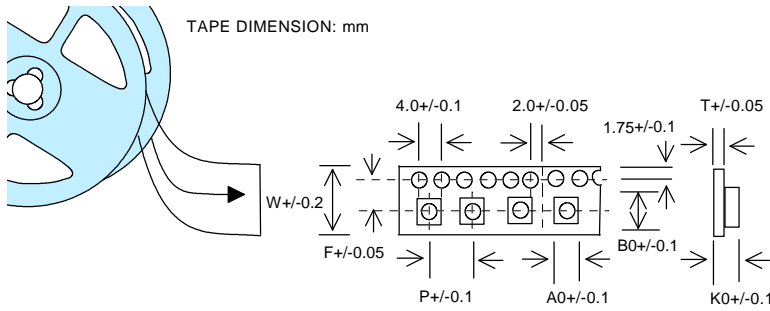 TAPE DIMENSION: mm
4.0+/-0.1
2.0+/-0.05
T+/-0.05
1.75+/-0.1
W+/-0.2
F+/-0.05
B0+/-0.1
P+/-0.1
A0+/-0.1
K0+/-0.1